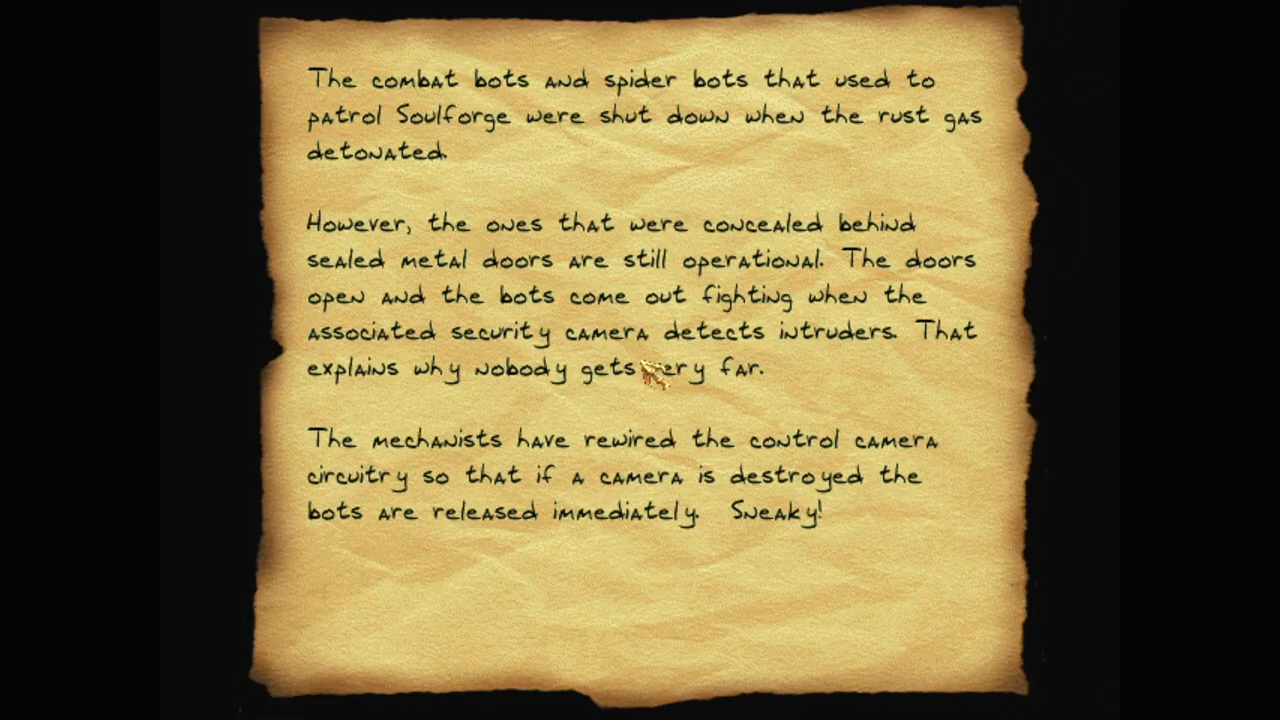 The combat bots and spider bots that used to
patrol Soulforge were shut down when the rust gas
detonated.
However, the ones that were concealed behind
sealed metal doors are still operational. The doors
open and the bots come out fighting when the
associated security camera detects intruders. That
explains why nobody gets very far.
The mechanists have rewired the control camera
circuitry so that if a camera is destroyed the
bots are released immediately. Sneaky!